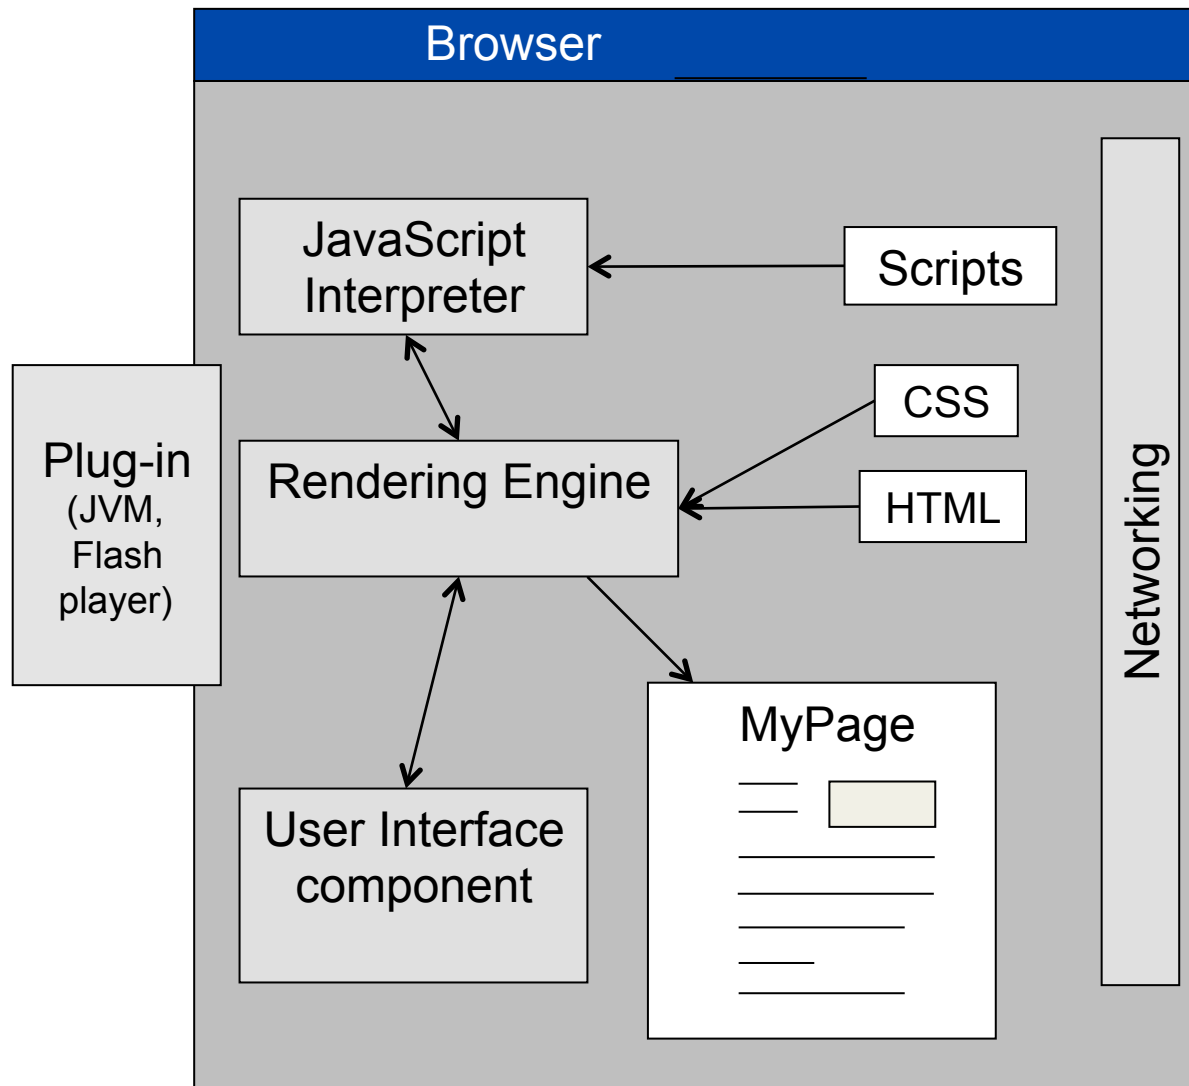 Browser
JavaScript
Interpreter
Scripts
Plug-in
(JVM,
Flash
player)
CSS
Rendering Engine
HTML
Networking
MyPage
User Interface
component